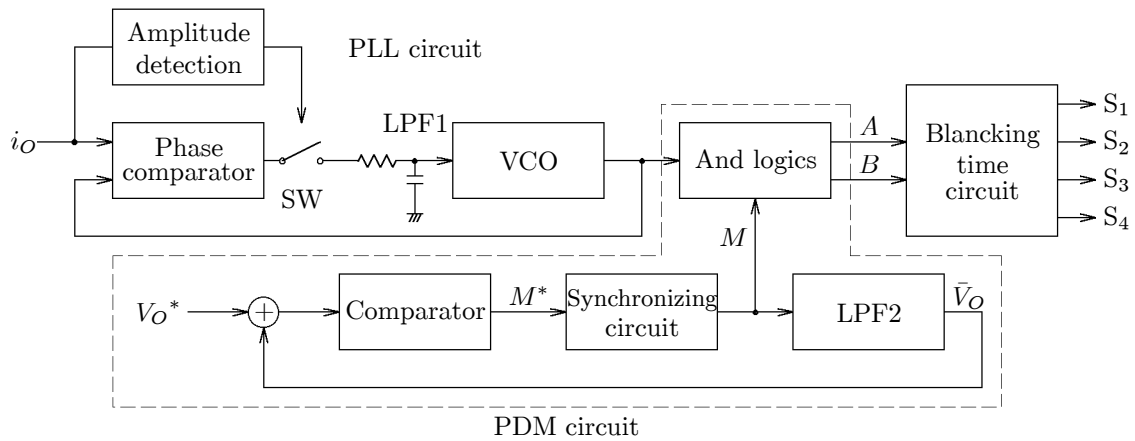 Amplitude
detection
PLL circuit
i_O
Phase
comparator
SW
LPF1
VCO
And logics
A
B
Blancking
time
circuit
S_1
S_2
S_3
S_4
M
V_O*
+
Comparator
M*
Synchronizing
circuit
LPF2
V̄_O
PDM circuit